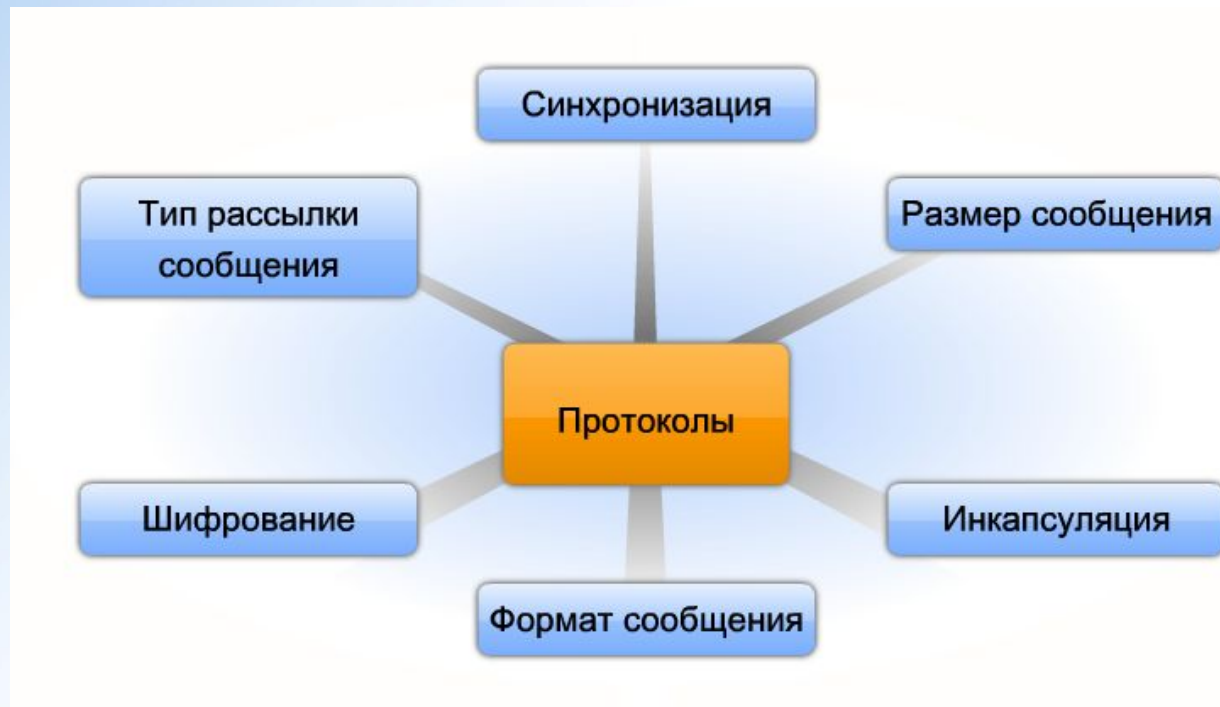 Синхронизация
Тип рассылки
сообщения
Размер сообщения
Протоколы
Шифрование
Инкапсуляция
Формат сообщения